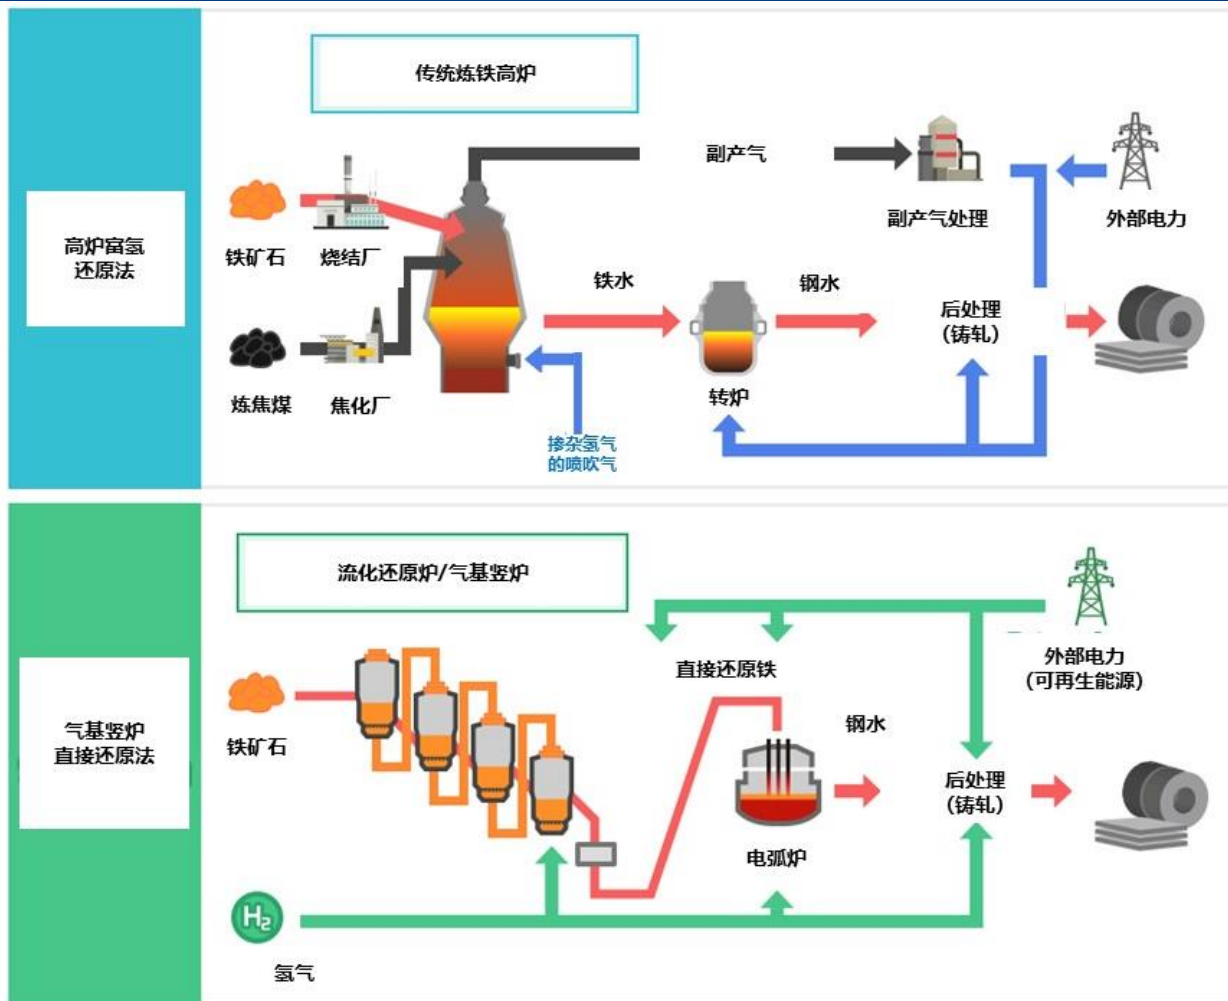 传统炼铁高炉
副产气
副产气处理
外部电力
高炉富氢
还原法
铁矿石
烧结厂
铁水
钢水
后处理
(铸轧)
炼焦煤
焦化厂
转炉
掺杂氢气
的喷吹气
流化还原炉/气基竖炉
外部电力
(可再生能源)
直接还原铁
气基竖炉
直接还原法
铁矿石
钢水
后处理
(铸轧)
电弧炉
H2
氢气